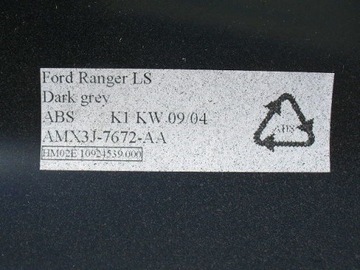 Ford Ranger LS
Dark grey
ABS K1 KW 09/04
AMX3J-7672-AA
HM02E 10924539.000
ABS